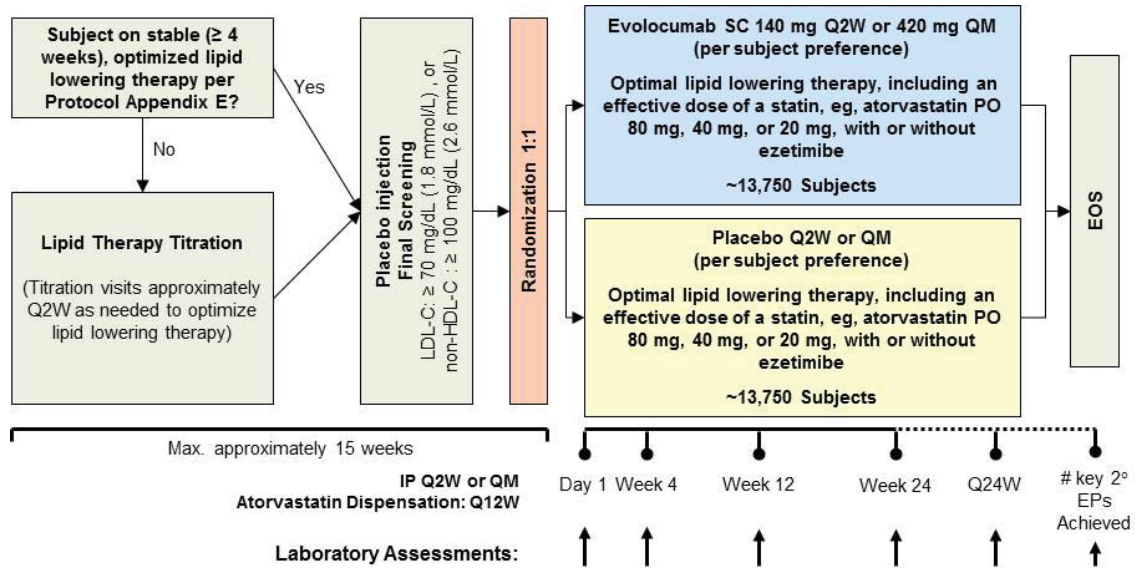 Subject on stable (≥ 4
weeks), optimized lipid
lowering therapy per
Protocol Appendix E?
Yes
No
Lipid Therapy Titration
(Titration visits approximately
Q2W as needed to optimize
lipid lowering therapy)
Placebo injection
Final Screening
LDL-C: ≥ 70 mg/dL (1.8 mmol/L) , or
non-HDL-C : ≥ 100 mg/dL (2.6 mmol/L)
Randomization 1:1
Evolocumab SC 140 mg Q2W or 420 mg QM
(per subject preference)
Optimal lipid lowering therapy, including an
effective dose of a statin, eg, atorvastatin PO
80 mg, 40 mg, or 20 mg, with or without
ezetimibe
~13,750 Subjects
Placebo Q2W or QM
(per subject preference)
Optimal lipid lowering therapy, including an
effective dose of a statin, eg, atorvastatin PO
80 mg, 40 mg, or 20 mg, with or without
ezetimibe
~13,750 Subjects
EOS
Max. approximately 15 weeks
IP Q2W or QM
Atorvastatin Dispensation: Q12W
Day 1 Week 4 Week 12 Week 24 Q24W
# key 2°
EPs
Achieved
Laboratory Assessments: